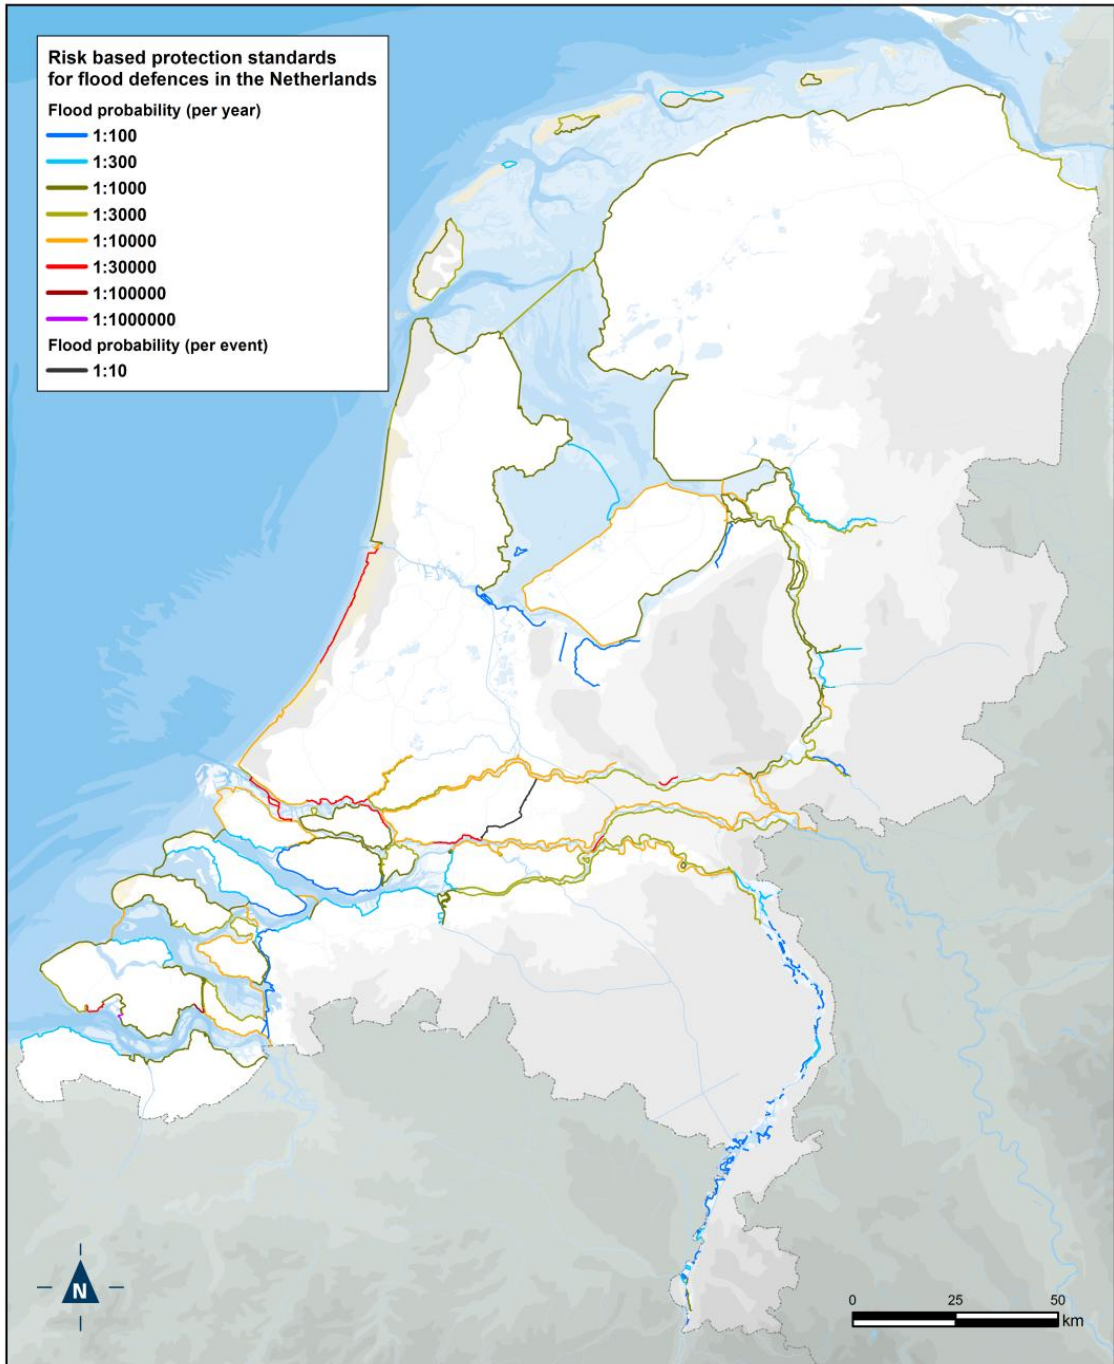 Risk based protection standards
for flood defences in the Netherlands
Flood probability (per year)
1:100
1:300
1:1000
1:3000
1:10000
1:30000
1:100000
1:1000000
Flood probability (per event)
1:10
N
0 25 50
km